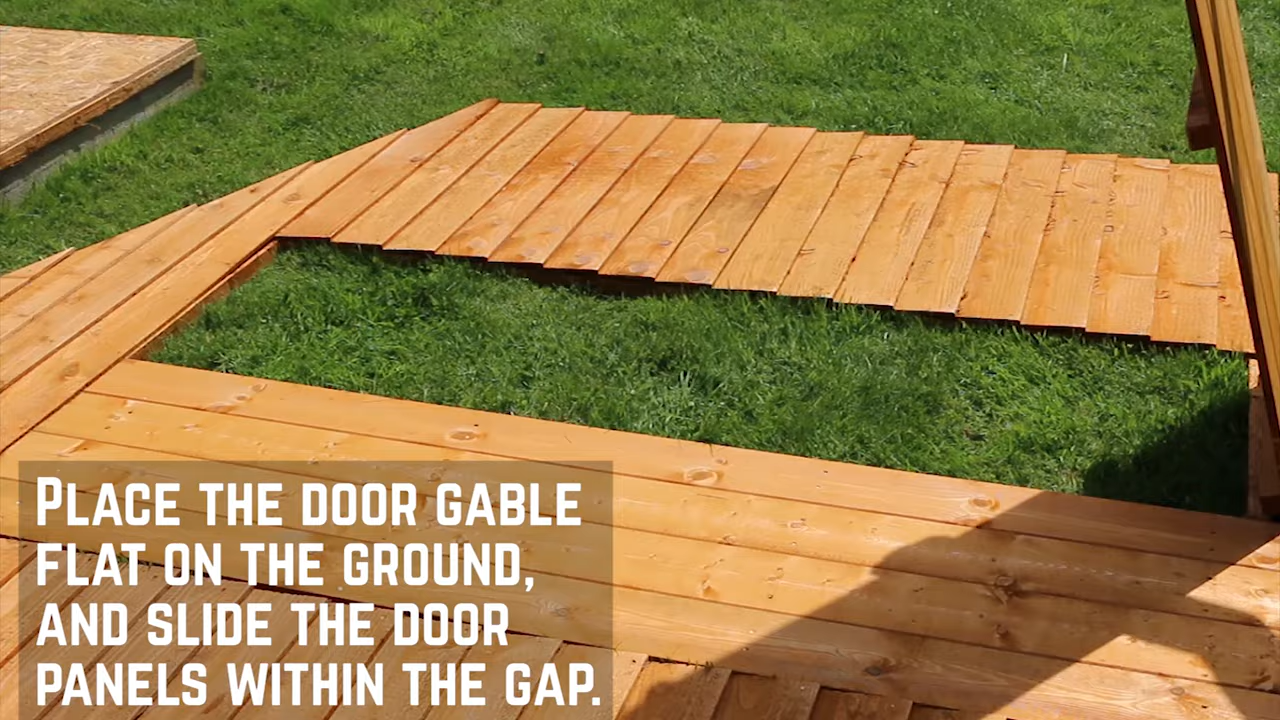 PLACE THE DOOR GABLE
FLAT ON THE GROUND,
AND SLIDE THE DOOR
PANELS WITHIN THE GAP.